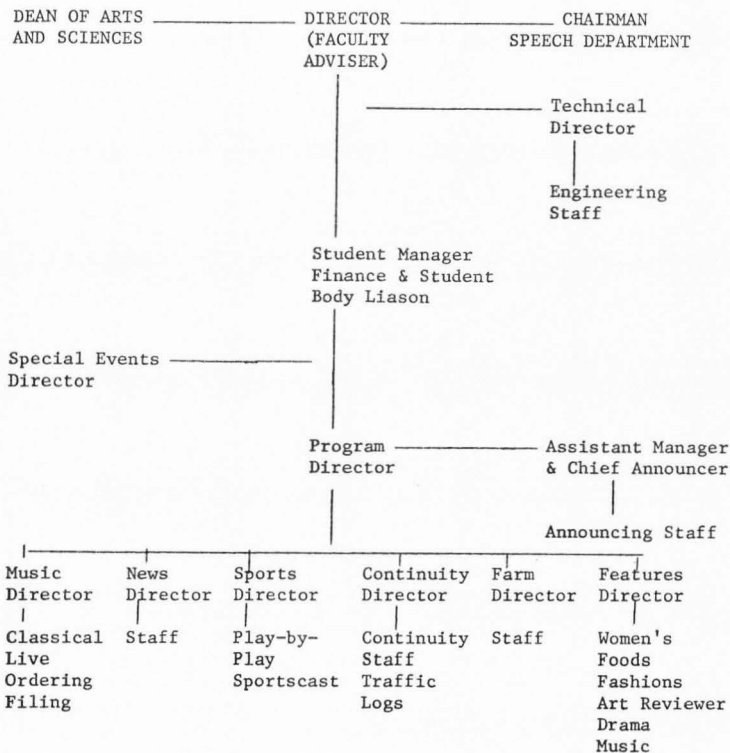 DEAN OF ARTS
AND SCIENCES
DIRECTOR
(FACULTY
ADVISER)
CHAIRMAN
SPEECH DEPARTMENT
Technical
Director
Engineering
Staff
Student Manager
Finance & Student
Body Liason
Special Events
Director
Program
Director
Assistant Manager
& Chief Announcer
Announcing Staff
Music
Director
Classical
Live
Ordering
Filing
News
Director
Staff
Sports
Director
Play-by-
Play
Sportscast
Continuity
Director
Continuity
Staff
Traffic
Logs
Farm
Director
Staff
Features
Director
Women's
Foods
Fashions
Art Reviewer
Drama
Music